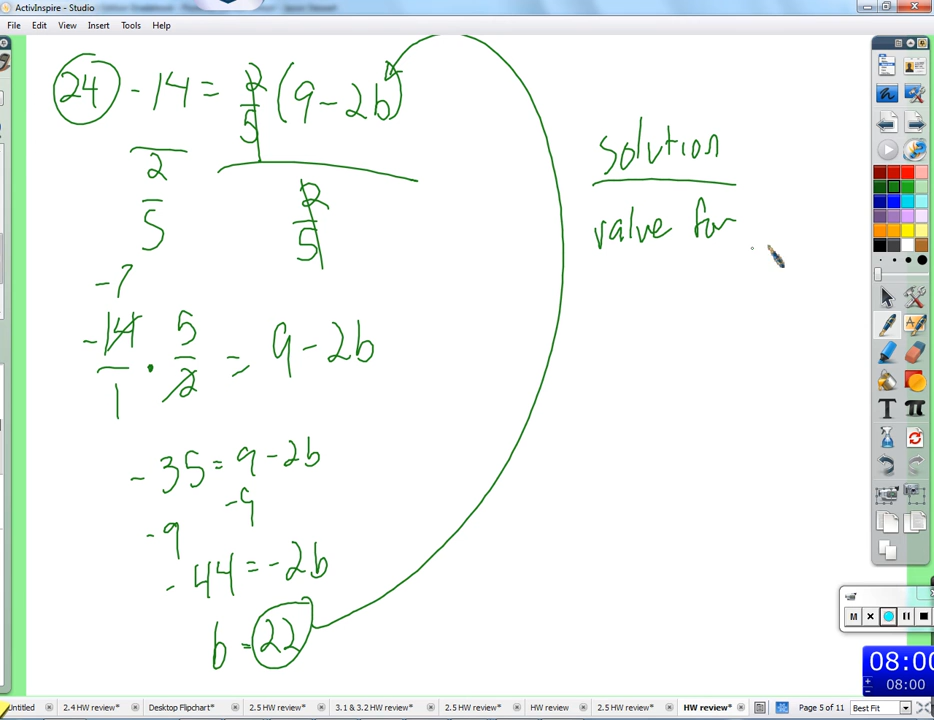 ActivInspire - Studio
File Edit View Insert Tools Help
24 - 14 = 2/5 (9 - 2b)
2/5 2/5
solution
value for
-7
-14/1 · 5/2 = 9 - 2b
-35 = 9 - 2b
-9 -9
-44 = -2b
b = 22
M
08:00
08:00
Untitled 2.4 HW review* Desktop Flipchart* 2.5 HW review* 3.1 & 3.2 HW review* 2.5 HW review* HW review 2.5 HW review* HW review* Page 5 of 11 Best Fit